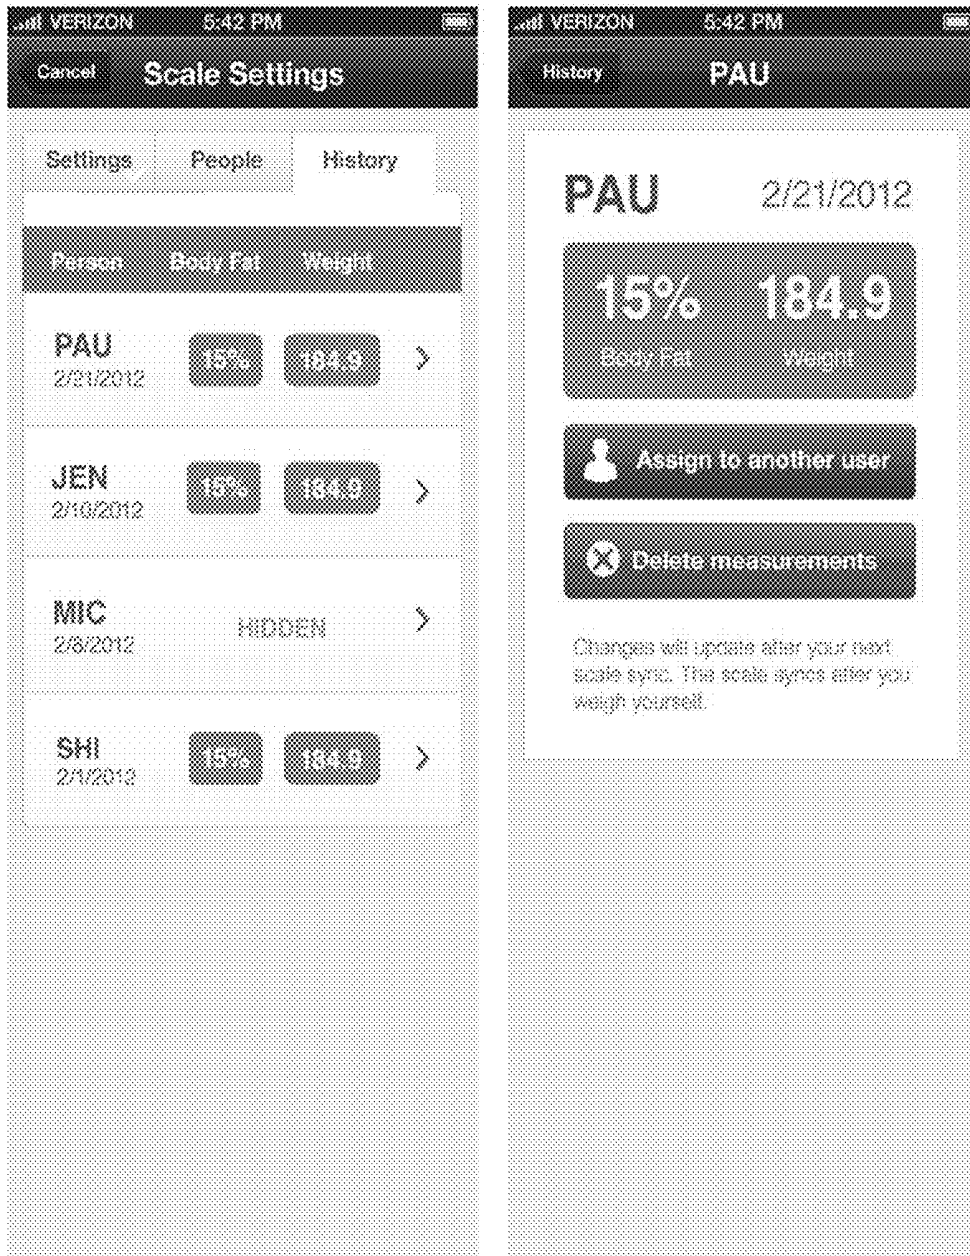 VERIZON 5:42 PM
Cancel Scale Settings
Settings People History
Person Body Fat Weight
PAU 15% 184.9
2/21/2012
JEN 15% 184.9
2/10/2012
MIC HIDDEN
2/8/2012
SHI 15% 184.9
2/1/2012
VERIZON 5:42 PM
History PAU
PAU 2/21/2012
15% 184.9
Body Fat Weight
Assign to another user
Delete measurements
Changes will update after your next
scale sync. The scale syncs after you
weigh yourself.